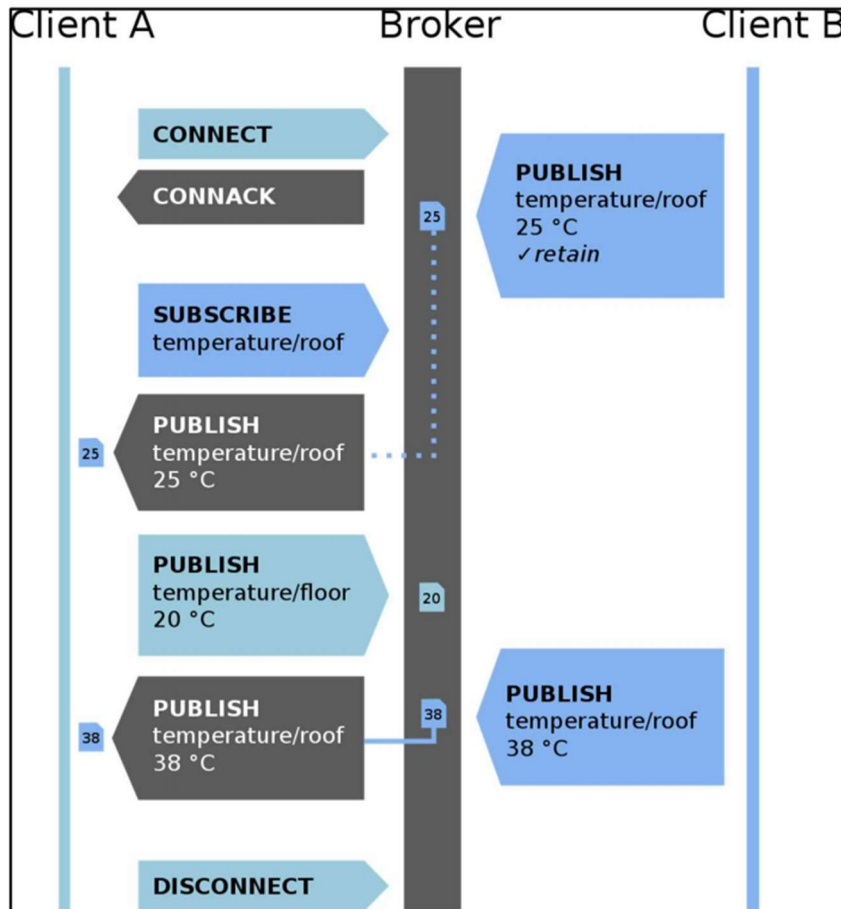 Client A
Broker
Client B
CONNECT
CONNACK
PUBLISH
temperature/roof
25 °C
✓retain
25
SUBSCRIBE
temperature/roof
PUBLISH
temperature/roof
25 °C
25
PUBLISH
temperature/floor
20 °C
20
PUBLISH
temperature/roof
38 °C
38
PUBLISH
temperature/roof
38 °C
38
DISCONNECT